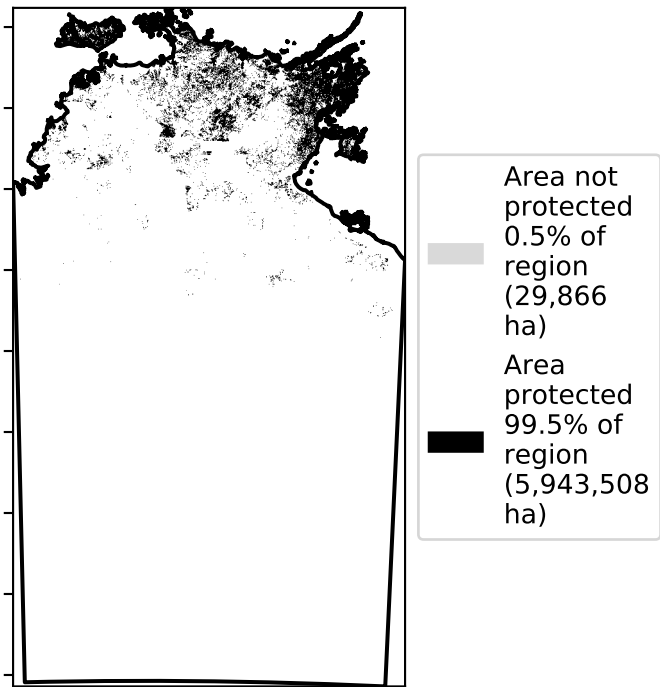 Area not
protected
0.5% of
region
(29,866
ha)
Area
protected
99.5% of
region
(5,943,508
ha)